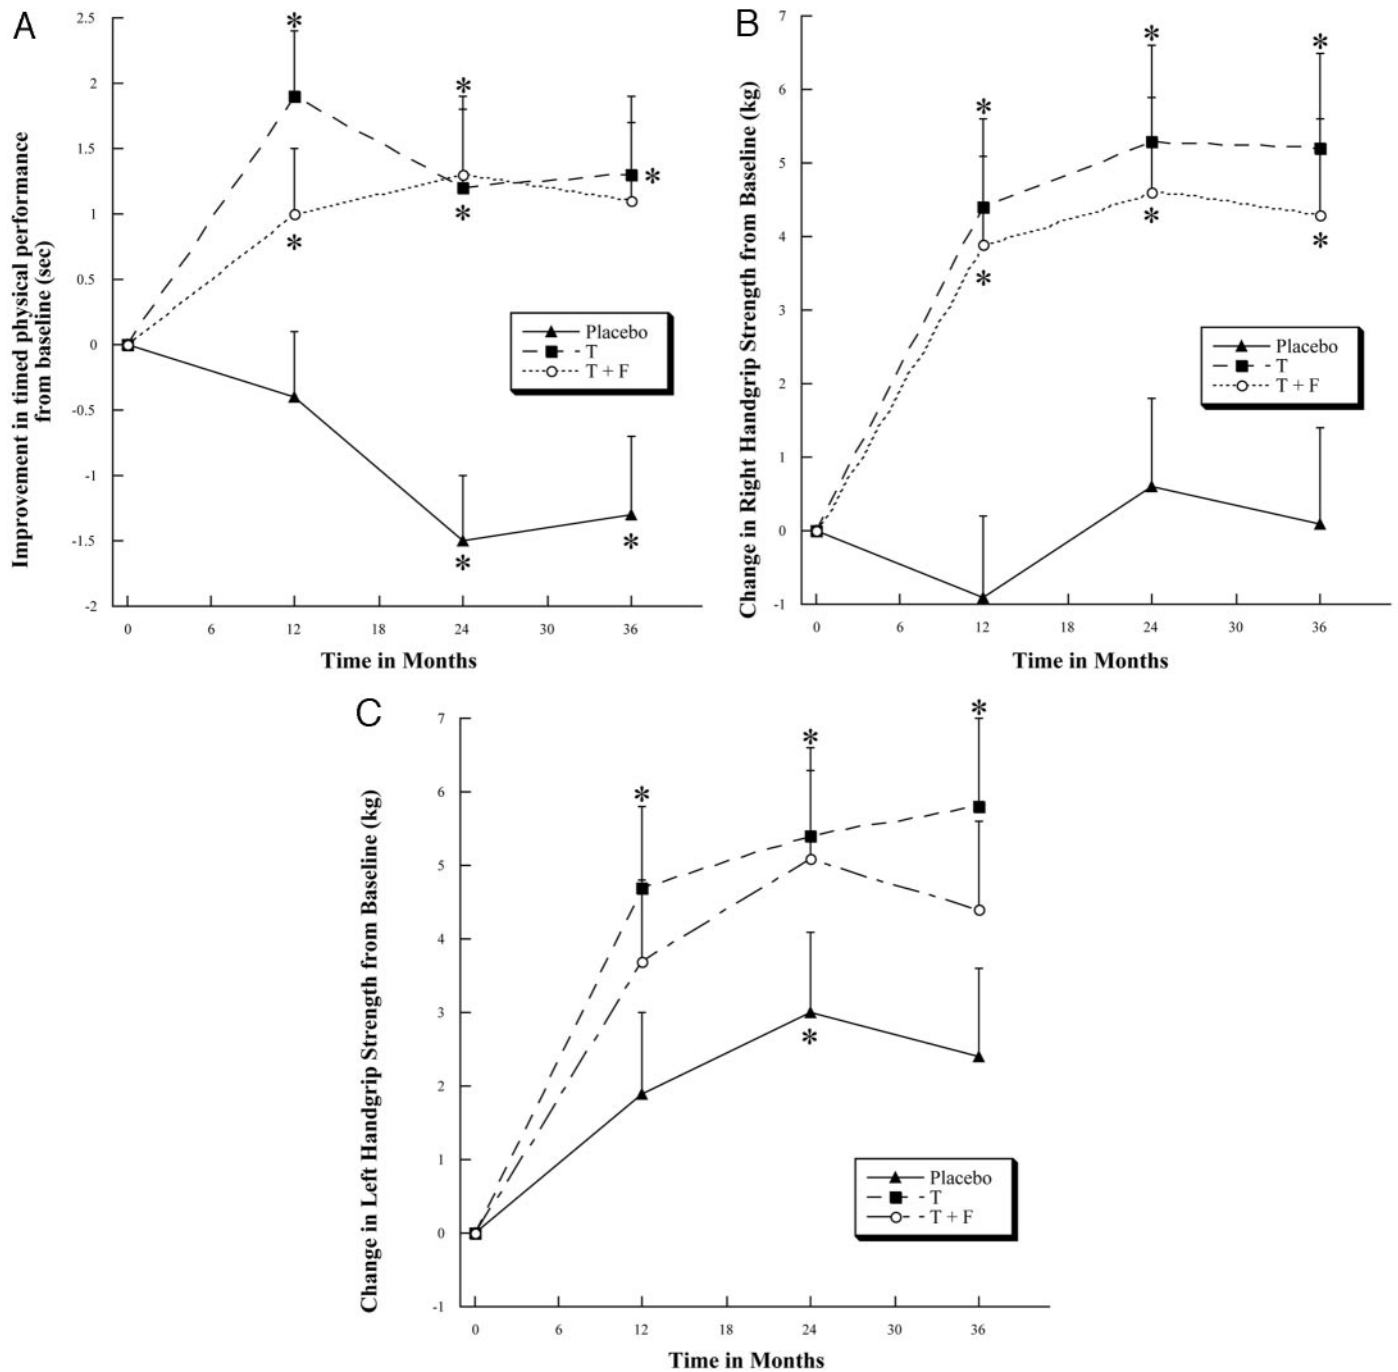 A
2.5
2
1.5
1
0.5
0
-0.5
-1
-1.5
-2
Improvement in timed physical performance
from baseline (sec)
*
*
*
*
*
*
*
Placebo
T
T + F
0 6 12 18 24 30 36
Time in Months
B
7
6
5
4
3
2
1
0
-1
Change in Right Handgrip Strength from Baseline (kg)
*
*
*
*
*
*
Placebo
T
T + F
0 6 12 18 24 30 36
Time in Months
C
7
6
5
4
3
2
1
0
-1
Change in Left Handgrip Strength from Baseline (kg)
*
*
*
*
Placebo
T
T + F
0 6 12 18 24 30 36
Time in Months